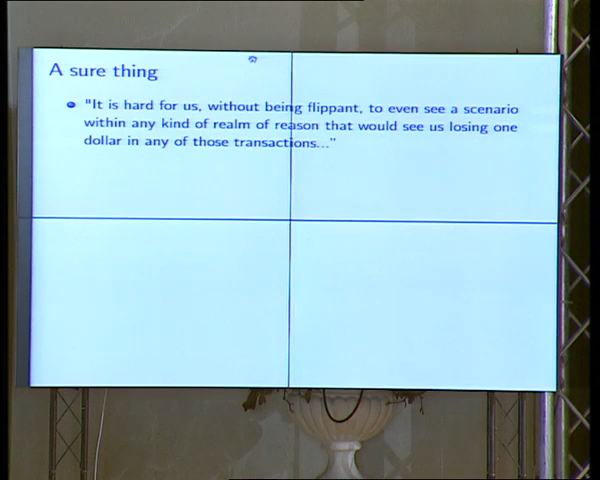 A sure thing
"It is hard for us, without being flippant, to even see a scenario
within any kind of realm of reason that would see us losing one
dollar in any of those transactions..."